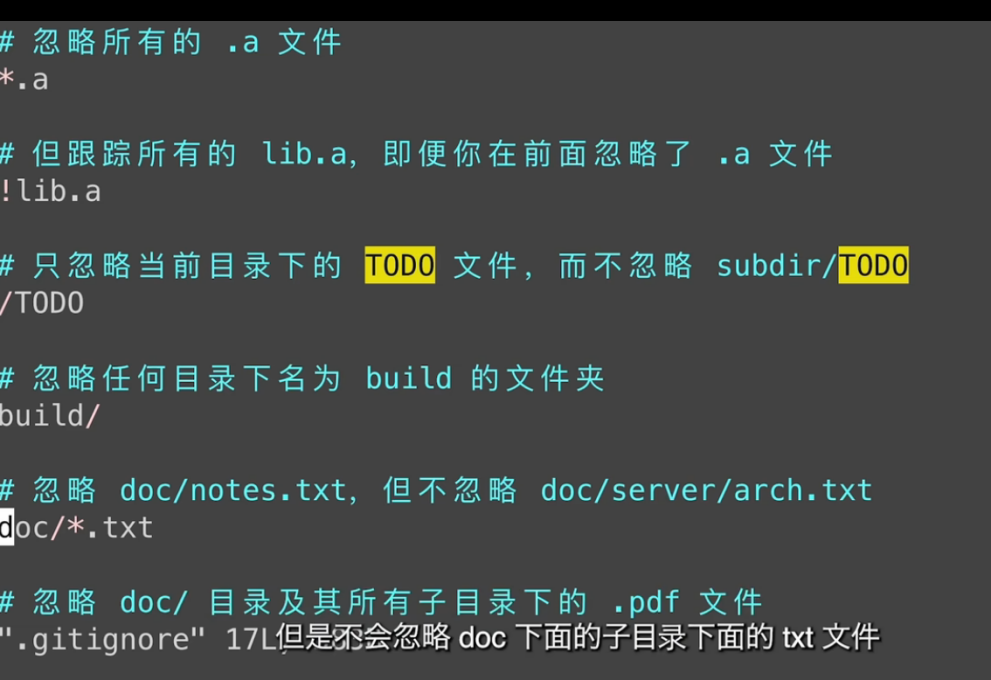 # 忽略所有的 .a 文件
*.a
# 但跟踪所有的 lib.a, 即便你在前面忽略了 .a 文件
!lib.a
# 只忽略当前目录下的 TODO 文件, 而不忽略 subdir/TODO
/TODO
# 忽略任何目录下名为 build 的文件夹
build/
# 忽略 doc/notes.txt, 但不忽略 doc/server/arch.txt
doc/*.txt
# 忽略 doc/ 目录及其所有子目录下的 .pdf 文件
".gitignore" 17L,
但是不会忽略 doc 下面的子目录下面的 txt 文件